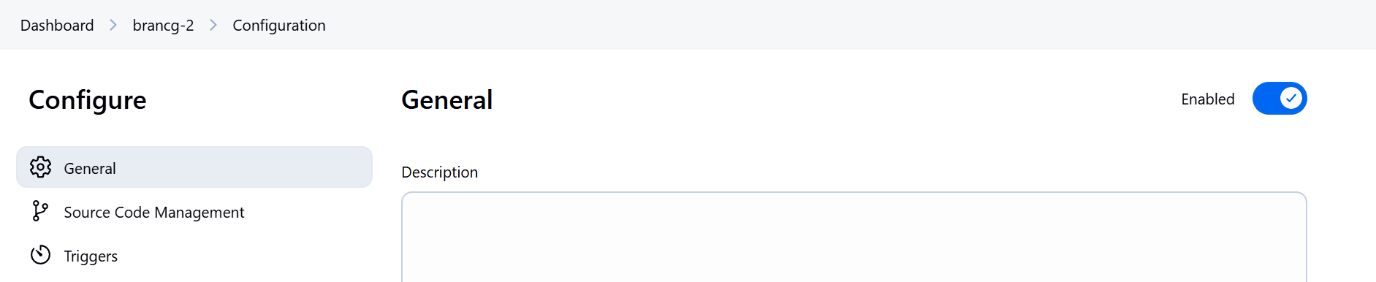 Dashboard > brancg-2 > Configuration
Configure
General
Enabled
General
Source Code Management
Triggers
Description